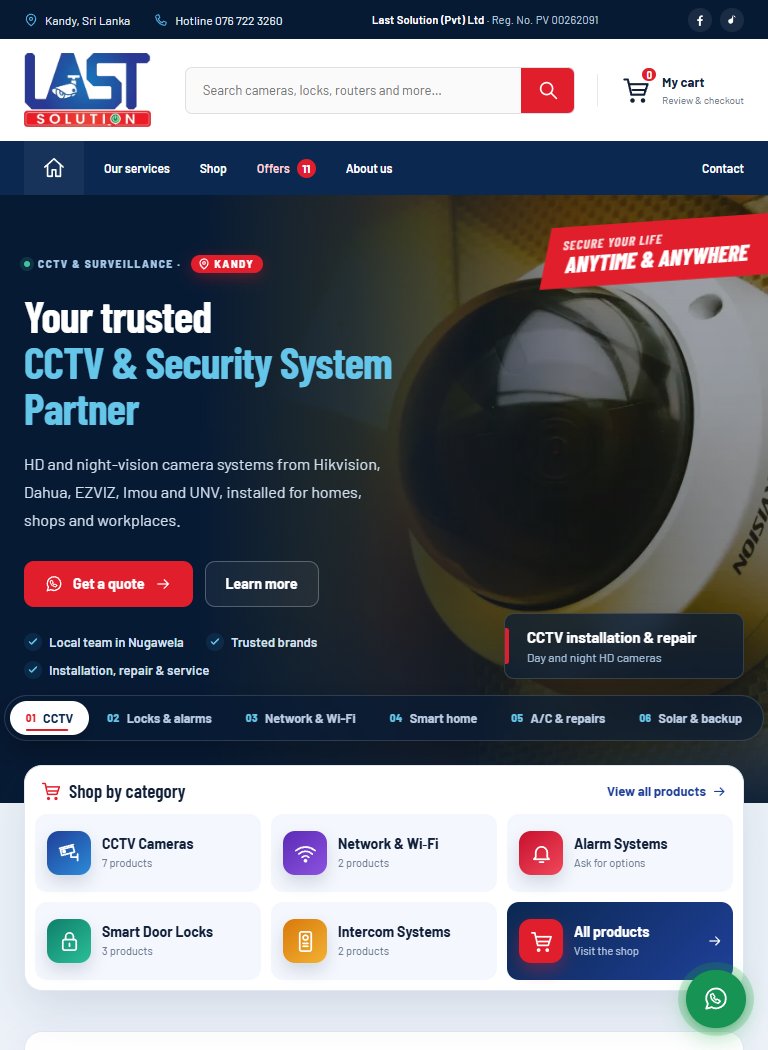 Kandy, Sri Lanka
Hotline 076 722 3260
Last Solution (Pvt) Ltd · Reg. No. PV 00262091
LAST
SOLUTION
Search cameras, locks, routers and more...
0
My cart
Review & checkout
Our services
Shop
Offers 11
About us
Contact
SECURE YOUR LIFE
ANYTIME & ANYWHERE
CCTV & SURVEILLANCE · KANDY
Your trusted
CCTV & Security System
Partner
HD and night-vision camera systems from Hikvision,
Dahua, EZVIZ, Imou and UNV, installed for homes,
shops and workplaces.
VISION
Get a quote
Learn more
Local team in Nugawela
Trusted brands
Installation, repair & service
CCTV installation & repair
Day and night HD cameras
01 CCTV
02 Locks & alarms
03 Network & Wi-Fi
04 Smart home
05 A/C & repairs
06 Solar & backup
Shop by category
View all products
CCTV Cameras
7 products
Network & Wi-Fi
2 products
Alarm Systems
Ask for options
Smart Door Locks
3 products
Intercom Systems
2 products
All products
Visit the shop